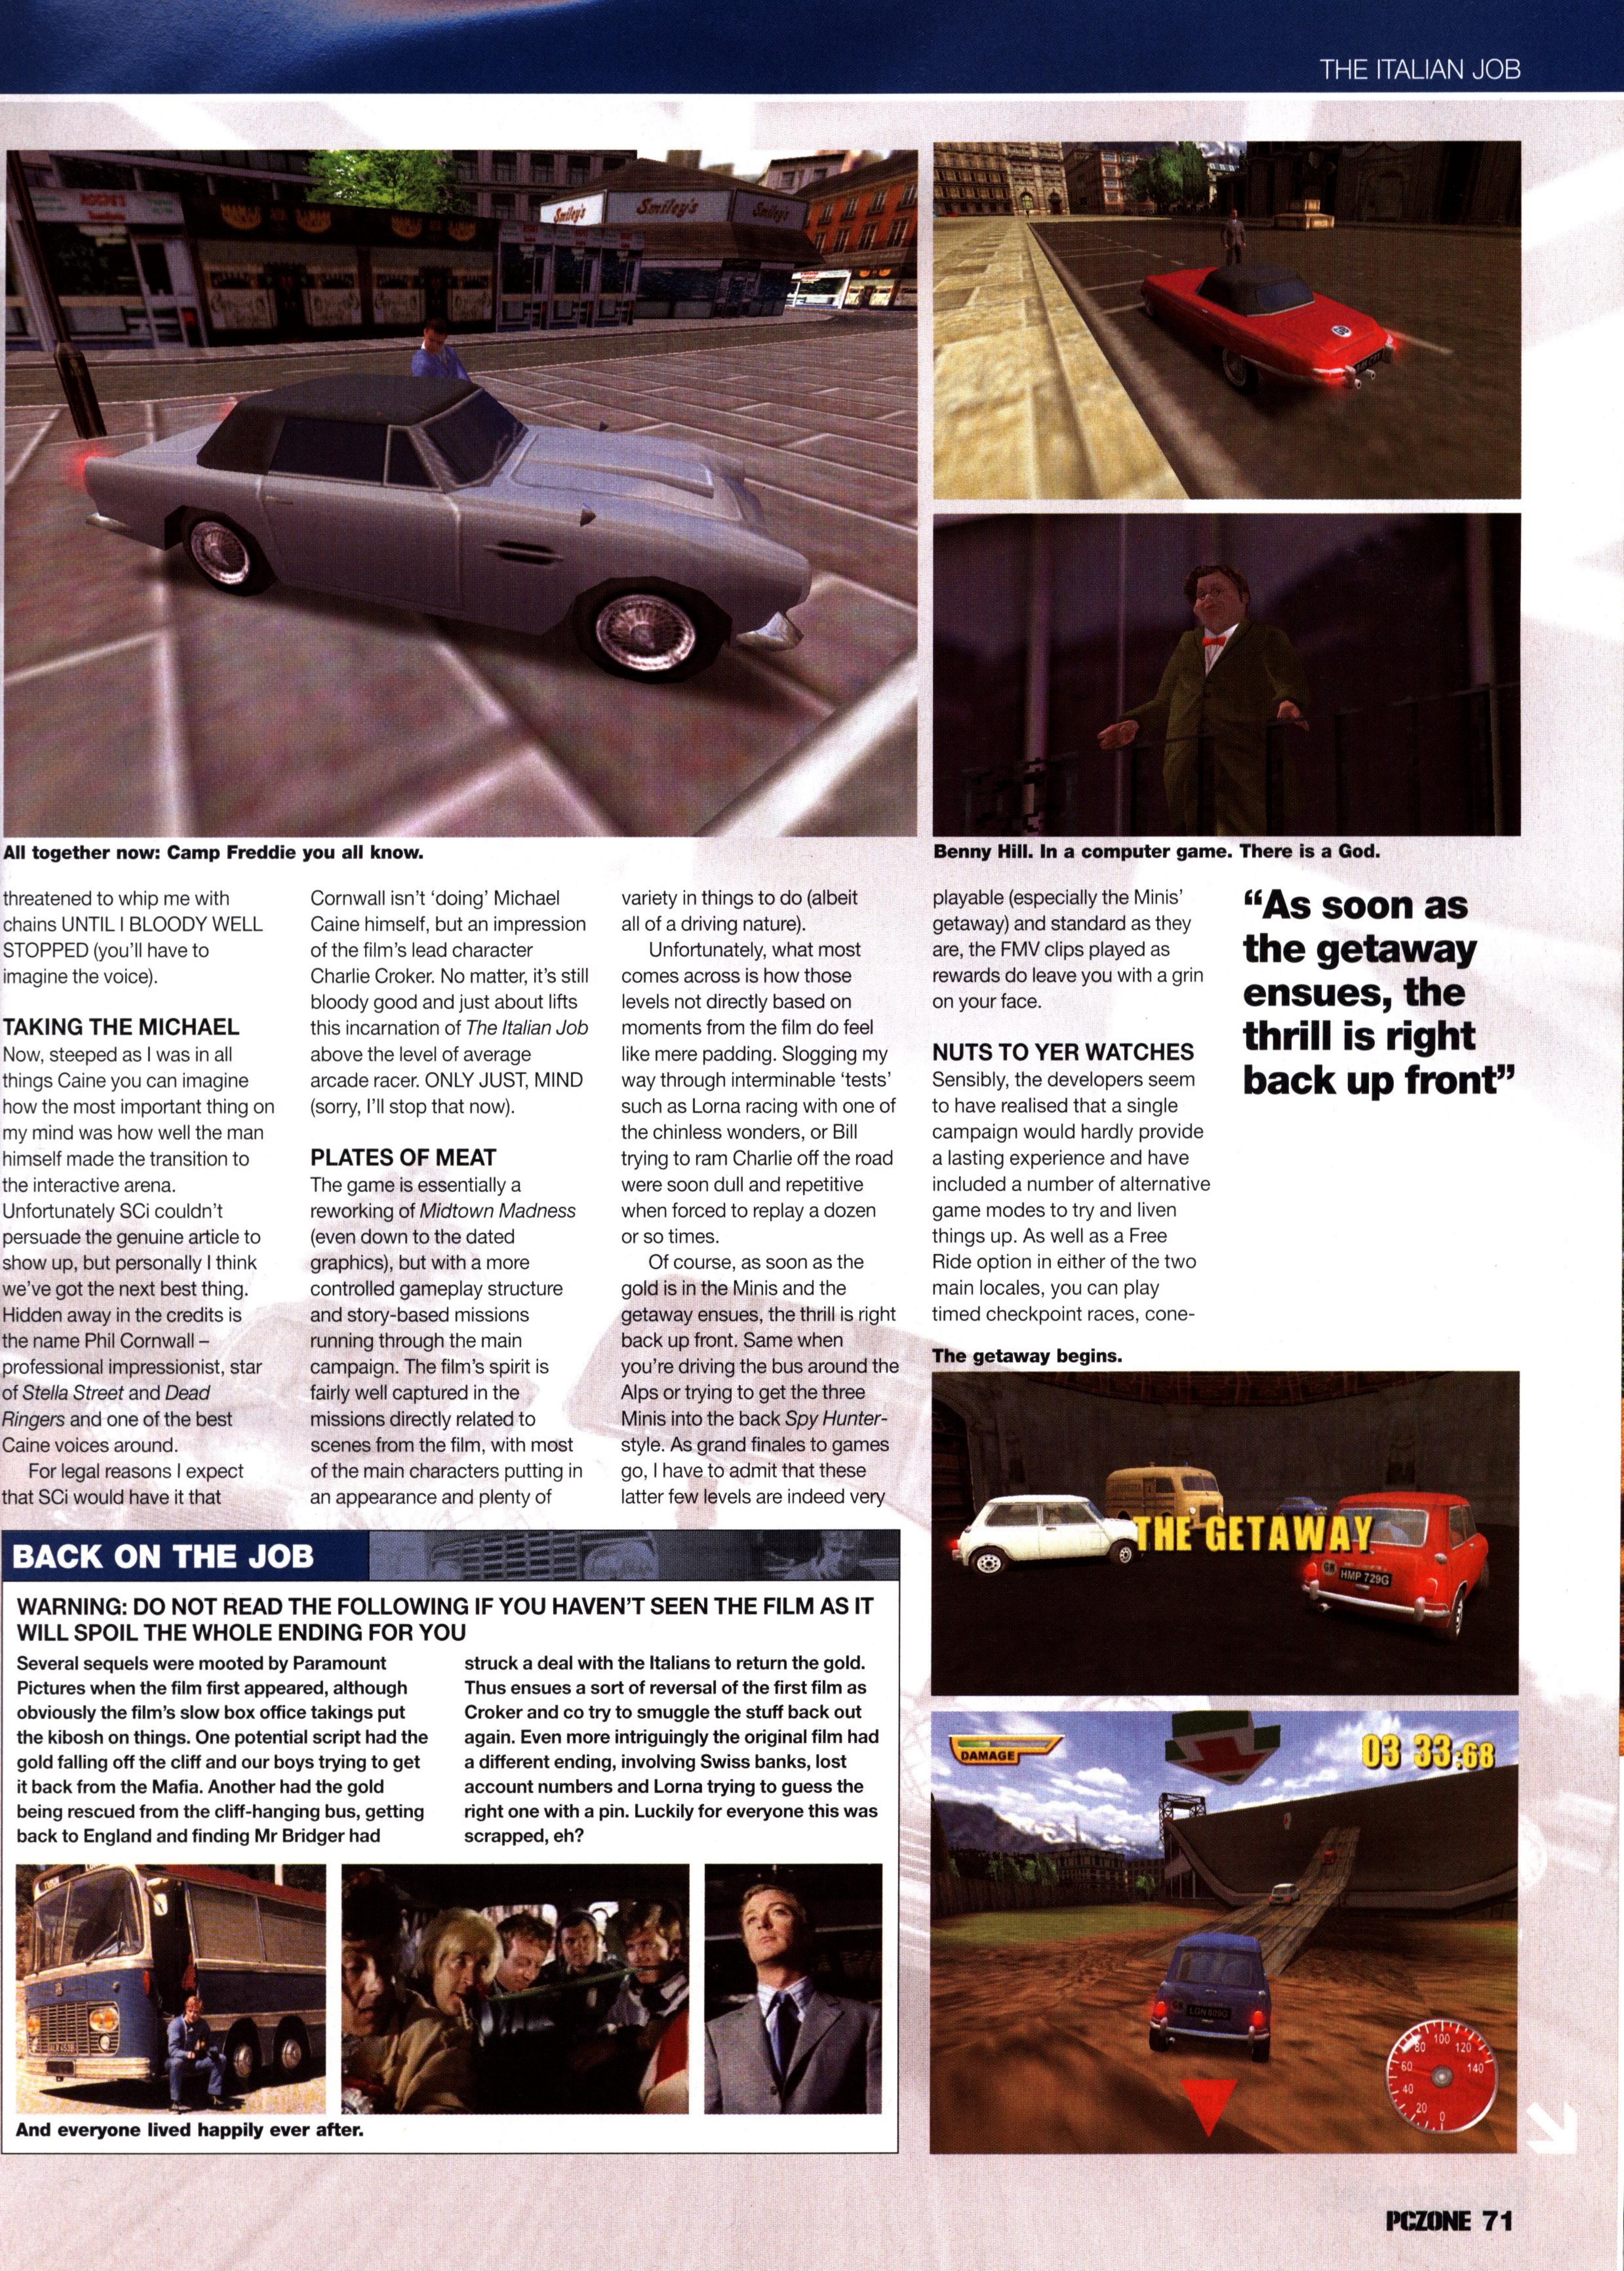 THE ITALIAN JOB
Smiley's
Smiley's
Smiley's
All together now: Camp Freddie you all know.
Benny Hill. In a computer game. There is a God.
threatened to whip me with
chains UNTIL I BLOODY WELL
STOPPED (you'll have to
imagine the voice).
TAKING THE MICHAEL
Now, steeped as I was in all
things Caine you can imagine
how the most important thing on
my mind was how well the man
himself made the transition to
the interactive arena.
Unfortunately SCi couldn't
persuade the genuine article to
show up, but personally I think
we've got the next best thing.
Hidden away in the credits is
the name Phil Cornwall –
professional impressionist, star
of Stella Street and Dead
Ringers and one of the best
Caine voices around.
For legal reasons I expect
that SCi would have it that
Cornwall isn't 'doing' Michael
Caine himself, but an impression
of the film's lead character
Charlie Croker. No matter, it's still
bloody good and just about lifts
this incarnation of The Italian Job
above the level of average
arcade racer. ONLY JUST, MIND
(sorry, I'll stop that now).
PLATES OF MEAT
The game is essentially a
reworking of Midtown Madness
(even down to the dated
graphics), but with a more
controlled gameplay structure
and story-based missions
running through the main
campaign. The film's spirit is
fairly well captured in the
missions directly related to
scenes from the film, with most
of the main characters putting in
an appearance and plenty of
variety in things to do (albeit
all of a driving nature).
Unfortunately, what most
comes across is how those
levels not directly based on
moments from the film do feel
like mere padding. Slogging my
way through interminable 'tests'
such as Lorna racing with one of
the chinless wonders, or Bill
trying to ram Charlie off the road
were soon dull and repetitive
when forced to replay a dozen
or so times.
Of course, as soon as the
gold is in the Minis and the
getaway ensues, the thrill is right
back up front. Same when
you're driving the bus around the
Alps or trying to get the three
Minis into the back Spy Hunter-
style. As grand finales to games
go, I have to admit that these
latter few levels are indeed very
playable (especially the Minis'
getaway) and standard as they
are, the FMV clips played as
rewards do leave you with a grin
on your face.
NUTS TO YER WATCHES
Sensibly, the developers seem
to have realised that a single
campaign would hardly provide
a lasting experience and have
included a number of alternative
game modes to try and liven
things up. As well as a Free
Ride option in either of the two
main locales, you can play
timed checkpoint races, cone-
"As soon as
the getaway
ensues, the
thrill is right
back up front"
The getaway begins.
THE GETAWAY
GB HMP 729G
DAMAGE
03 33:68
LGN 809G
0
20
40
60
80
100
120
140
BACK ON THE JOB
WARNING: DO NOT READ THE FOLLOWING IF YOU HAVEN'T SEEN THE FILM AS IT
WILL SPOIL THE WHOLE ENDING FOR YOU
Several sequels were mooted by Paramount
Pictures when the film first appeared, although
obviously the film's slow box office takings put
the kibosh on things. One potential script had the
gold falling off the cliff and our boys trying to get
it back from the Mafia. Another had the gold
being rescued from the cliff-hanging bus, getting
back to England and finding Mr Bridger had
struck a deal with the Italians to return the gold.
Thus ensues a sort of reversal of the first film as
Croker and co try to smuggle the stuff back out
again. Even more intriguingly the original film had
a different ending, involving Swiss banks, lost
account numbers and Lorna trying to guess the
right one with a pin. Luckily for everyone this was
scrapped, eh?
And everyone lived happily ever after.
PCZONE 71